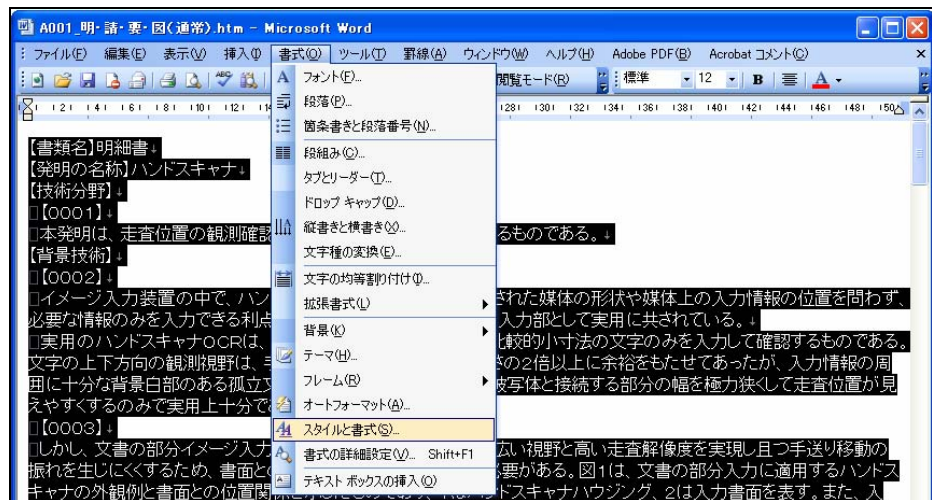 A001_明・請・要・図(通常).htm - Microsoft Word
ファイル(F) 編集(E) 表示(V) 挿入(I) 書式(O) ツール(T) 罫線(A) ウィンドウ(W) ヘルプ(H) Adobe PDF(B) Acrobat コメント(C)
閲覧モード(R) 標準 12 B A
フォント(F)...
段落(P)...
箇条書きと段落番号(N)...
段組み(C)...
タブとリーダー(T)...
ドロップ キャップ(D)...
縦書きと横書き(X)...
文字種の変換(E)...
文字の均等割り付け(I)...
拡張書式(L)
背景(K)
テーマ(H)...
フレーム(R)
オートフォーマット(A)...
スタイルと書式(S)...
書式の詳細設定(V)... Shift+F1
テキスト ボックスの挿入(O)
【書類名】明細書↓
【発明の名称】ハンドスキャナ↓
【技術分野】↓
□【0001】↓
□本発明は、走査位置の観測確認 るものである。↓
【背景技術】↓
□【0002】↓
□イメージ入力装置の中で、ハン された媒体の形状や媒体上の入力情報の位置を問わず、
必要な情報のみを入力できる利点 入力部として実用に共されている。↓
□実用のハンドスキャナOCRは、 比較的小寸法の文字のみを入力して確認するものである。
文字の上下方向の観測視野は、 の2倍以上に余裕をもたせてあったが、入力情報の周
囲に十分な背景白部のある孤立文 被写体と接続する部分の幅を極力狭くして走査位置が見
えやすくするのみで実用上十分で
□【0003】↓
□しかし、文書の部分イメージ入力 広い視野と高い走査解像度を実現し且つ手送り移動の
振れを生じにくくするため、書面と 必要がある。図1は、文書の部分入力に適用するハンドス
キャナの外観例と書面との位置関 ドスキャナハウジング、2は入力書面を表す。また、入